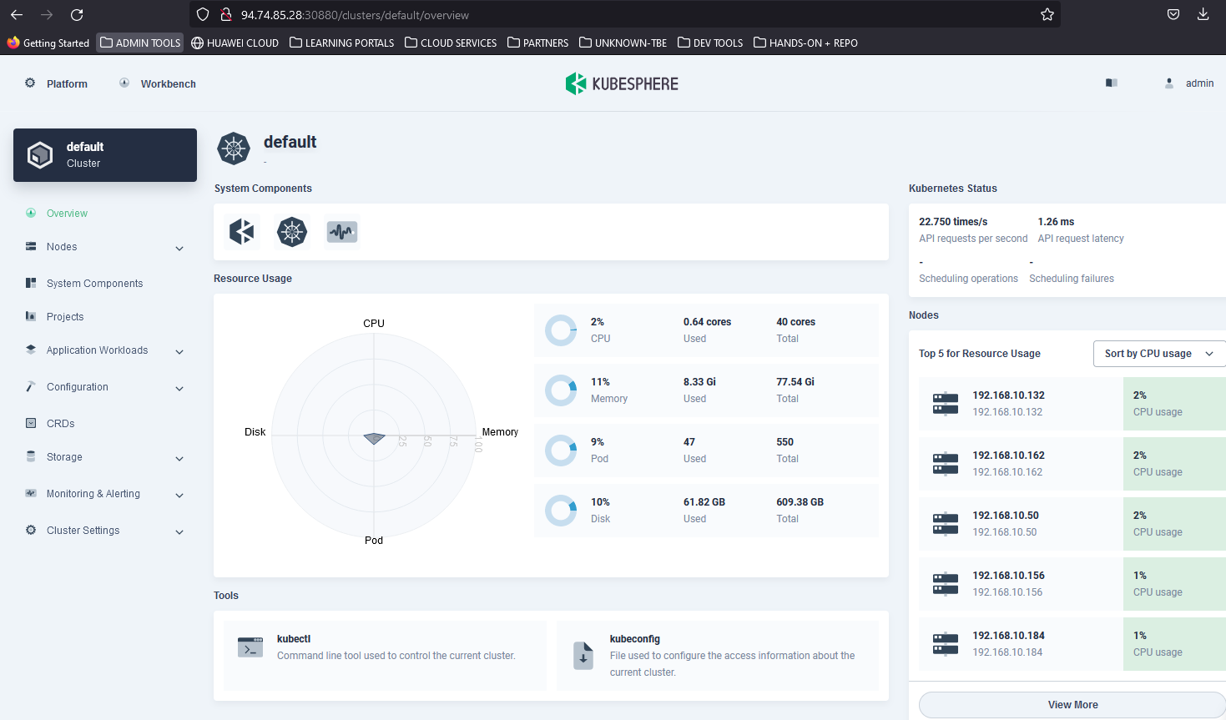 94.74.85.28:30880/clusters/default/overview
Getting Started ADMIN TOOLS HUAWEI CLOUD LEARNING PORTALS CLOUD SERVICES PARTNERS UNKNOWN-TBE DEV TOOLS HANDS-ON + REPO
Platform Workbench KUBESPHERE admin
default
Cluster
Overview
Nodes
System Components
Projects
Application Workloads
Configuration
CRDs
Storage
Monitoring & Alerting
Cluster Settings
default
-
System Components
Resource Usage
CPU
Disk
Memory
Pod
25 50 75 100
2% 0.64 cores 40 cores
CPU Used Total
11% 8.33 Gi 77.54 Gi
Memory Used Total
9% 47 550
Pod Used Total
10% 61.82 GB 609.38 GB
Disk Used Total
Tools
kubectl
Command line tool used to control the current cluster.
kubeconfig
File used to configure the access information about the
current cluster.
Kubernetes Status
22.750 times/s 1.26 ms
API requests per second API request latency
- -
Scheduling operations Scheduling failures
Nodes
Top 5 for Resource Usage Sort by CPU usage
192.168.10.132 2%
192.168.10.132 CPU usage
192.168.10.162 2%
192.168.10.162 CPU usage
192.168.10.50 2%
192.168.10.50 CPU usage
192.168.10.156 1%
192.168.10.156 CPU usage
192.168.10.184 1%
192.168.10.184 CPU usage
View More